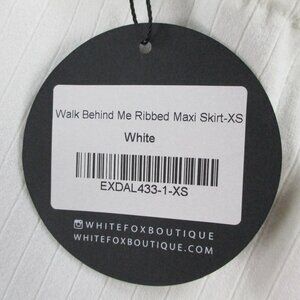 Walk Behind Me Ribbed Maxi Skirt-XS
White
EXDAL433-1-XS
WHITEFOXBOUTIQUE
WHITEFOXBOUTIQUE.COM